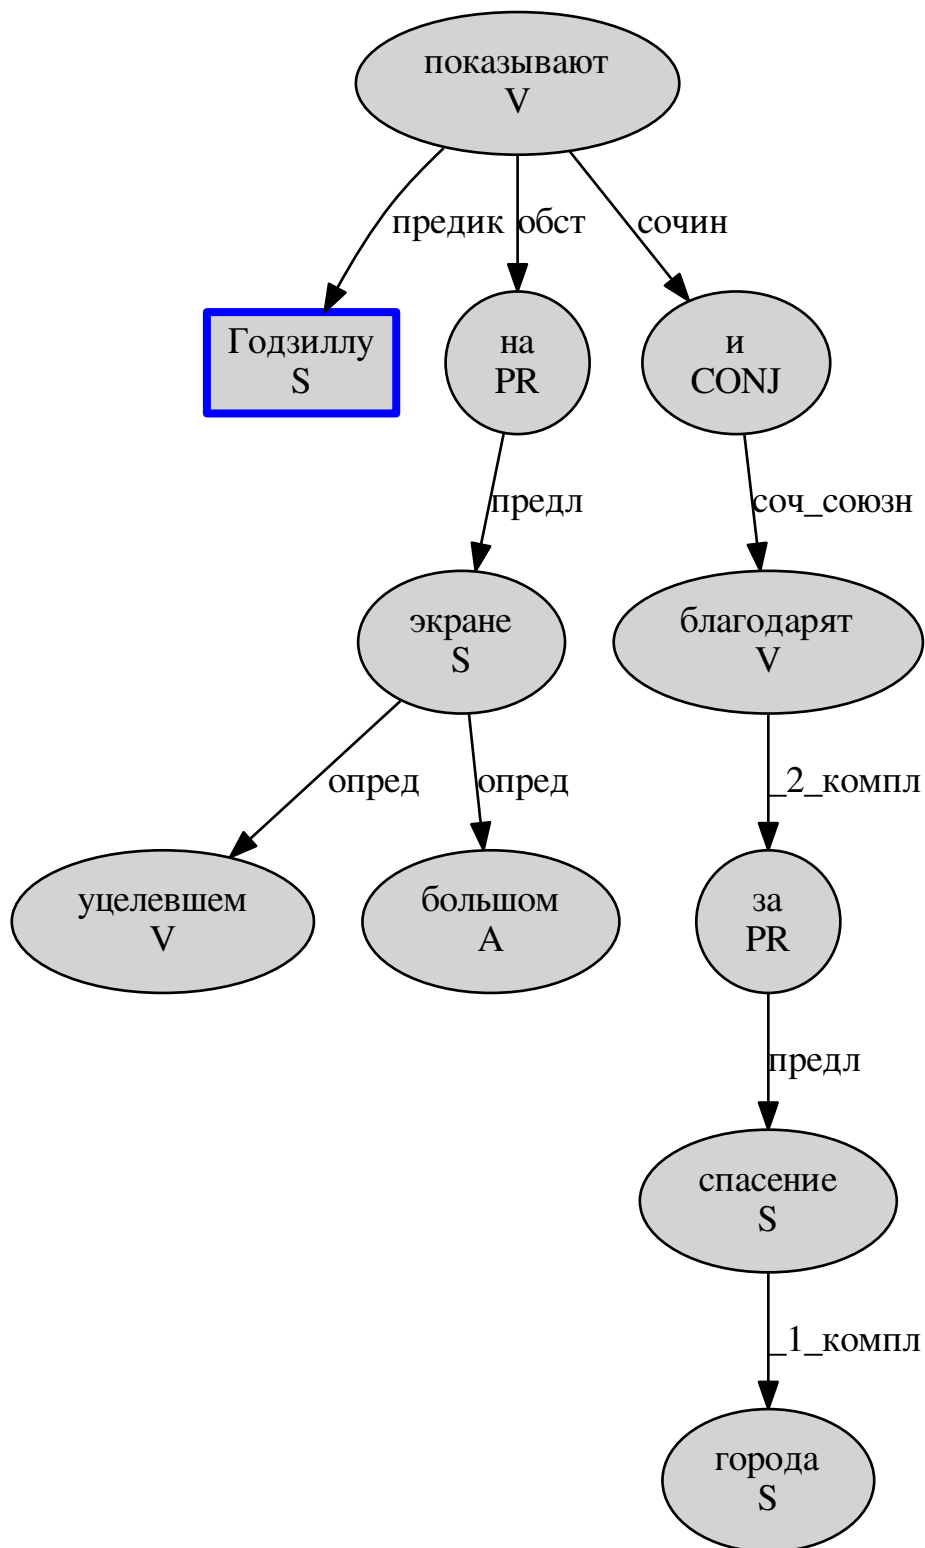 показывают
V
предик
обст
сочин
Годзиллу
S
на
PR
и
CONJ
предл
соч_союзн
экране
S
благодарят
V
опред
опред
_2_компл
уцелевшем
V
большом
A
за
PR
предл
спасение
S
_1_компл
города
S